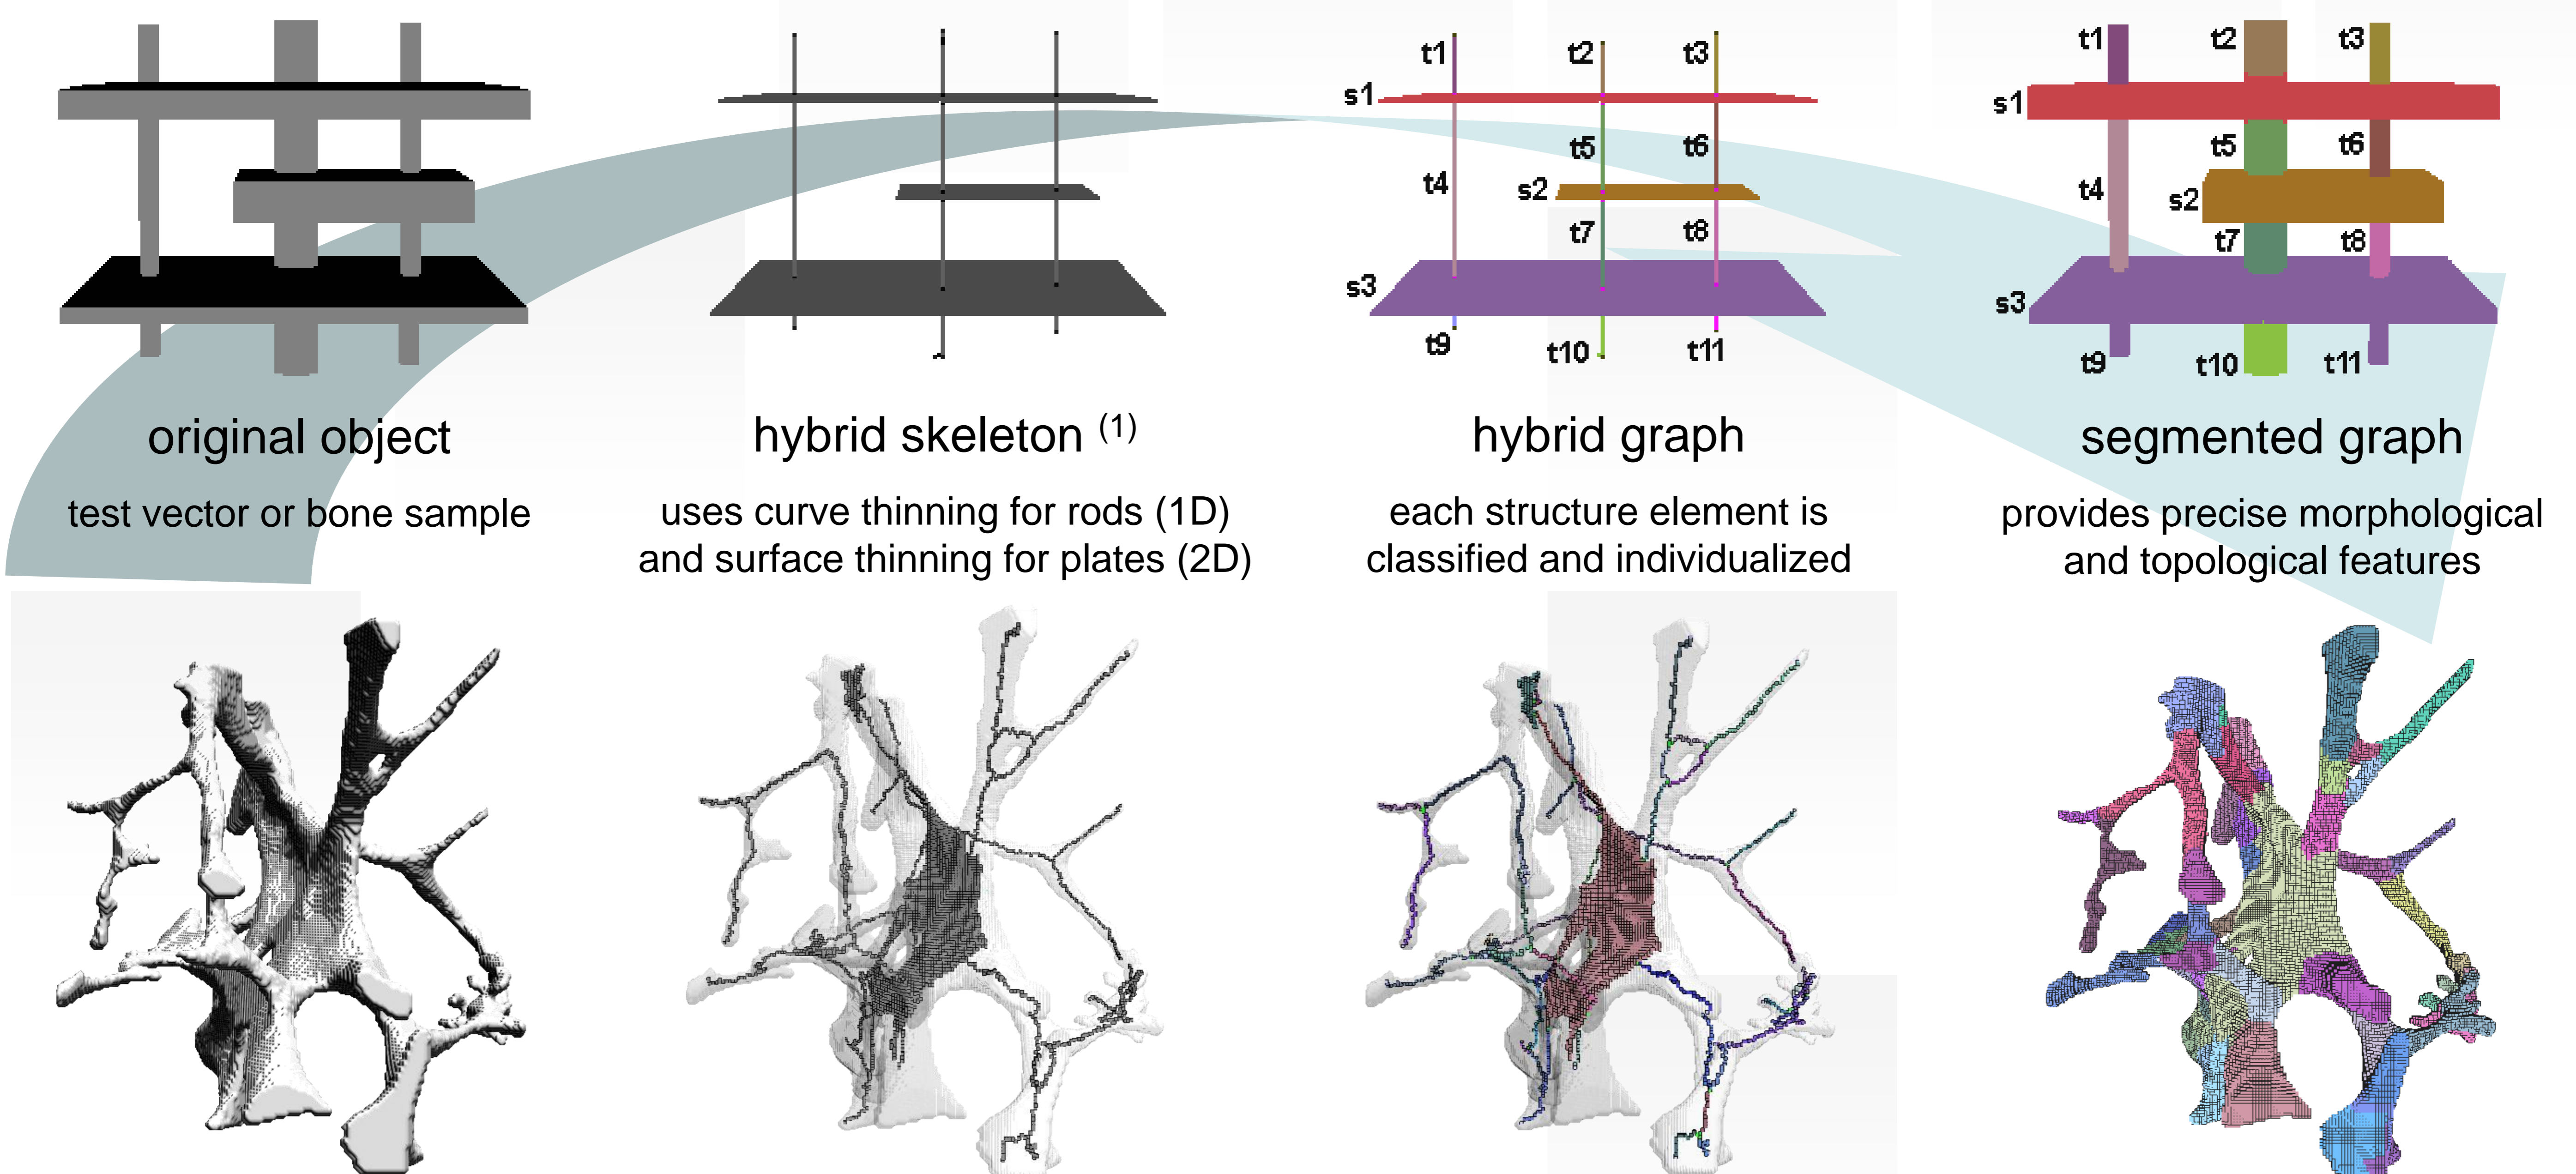 t1 t2 t3
s1
t5 t6
t4
s2
t7 t8
s3
t9
t10 t11
t1 t2 t3
s1
t5 t6
t4
s2
t7 t8
s3
t9 t10 t11
original object
test vector or bone sample
hybrid skeleton (1)
uses curve thinning for rods (1D)
and surface thinning for plates (2D)
hybrid graph
each structure element is
classified and individualized
segmented graph
provides precise morphological
and topological features